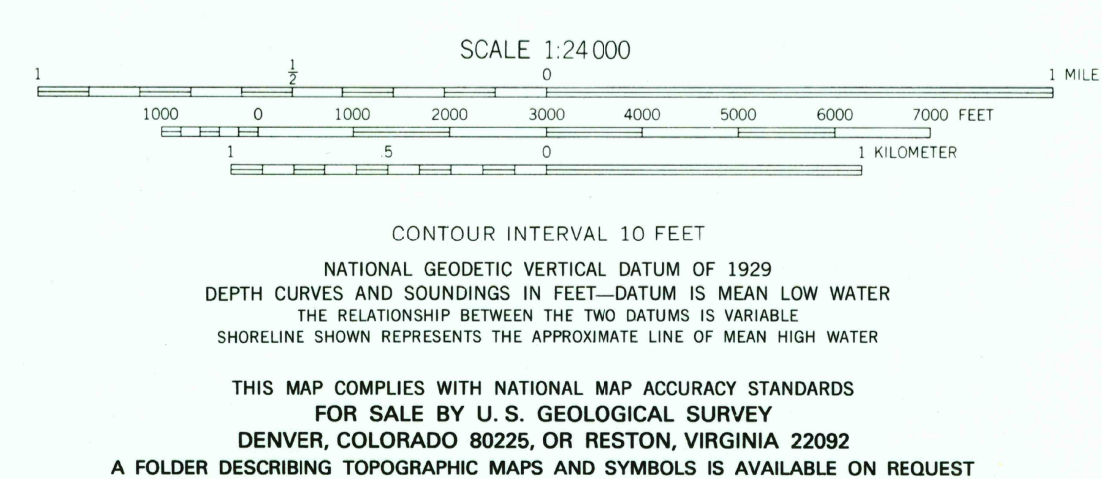 SCALE 1:24 000
1 1/2 0 1 MILE
1000 0 1000 2000 3000 4000 5000 6000 7000 FEET
1 .5 0 1 KILOMETER
CONTOUR INTERVAL 10 FEET
NATIONAL GEODETIC VERTICAL DATUM OF 1929
DEPTH CURVES AND SOUNDINGS IN FEET—DATUM IS MEAN LOW WATER
THE RELATIONSHIP BETWEEN THE TWO DATUMS IS VARIABLE
SHORELINE SHOWN REPRESENTS THE APPROXIMATE LINE OF MEAN HIGH WATER
THIS MAP COMPLIES WITH NATIONAL MAP ACCURACY STANDARDS
FOR SALE BY U. S. GEOLOGICAL SURVEY
DENVER, COLORADO 80225, OR RESTON, VIRGINIA 22092
A FOLDER DESCRIBING TOPOGRAPHIC MAPS AND SYMBOLS IS AVAILABLE ON REQUEST